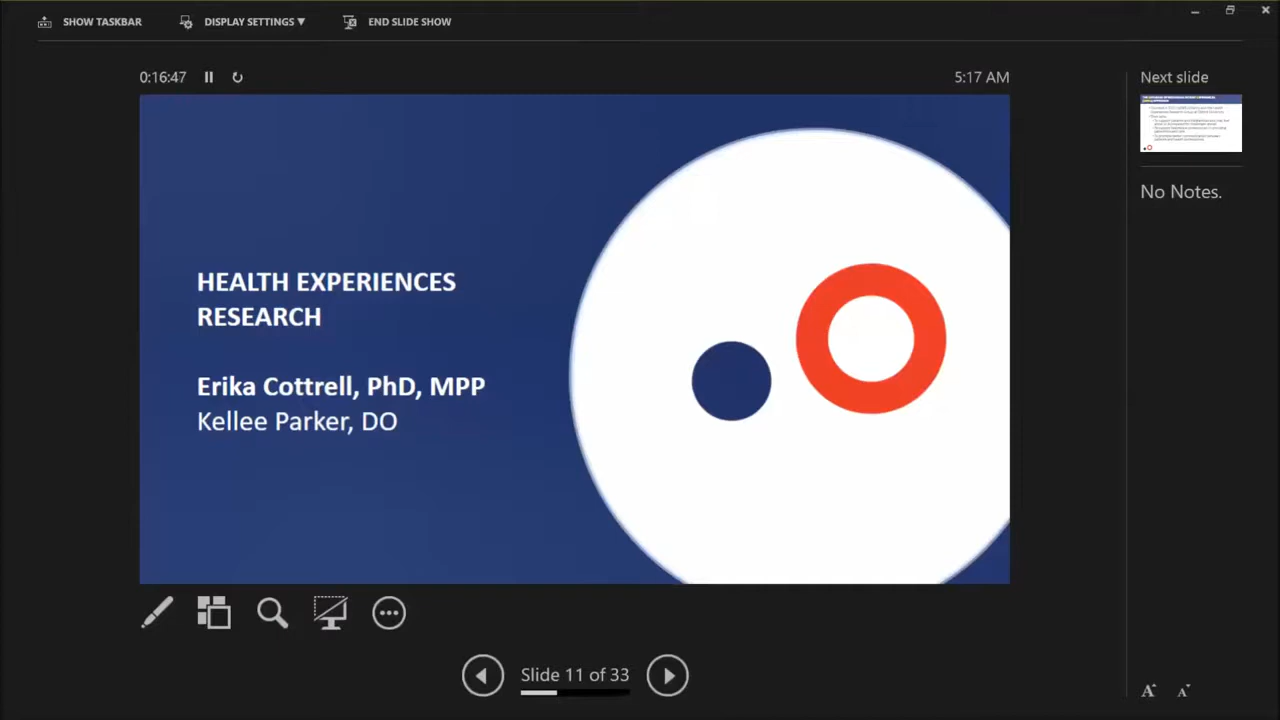 SHOW TASKBAR
DISPLAY SETTINGS ▼
END SLIDE SHOW
0:16:47
5:17 AM
Next slide
No Notes.
HEALTH EXPERIENCES
RESEARCH
Erika Cottrell, PhD, MPP
Kellee Parker, DO
Slide 11 of 33
A
A